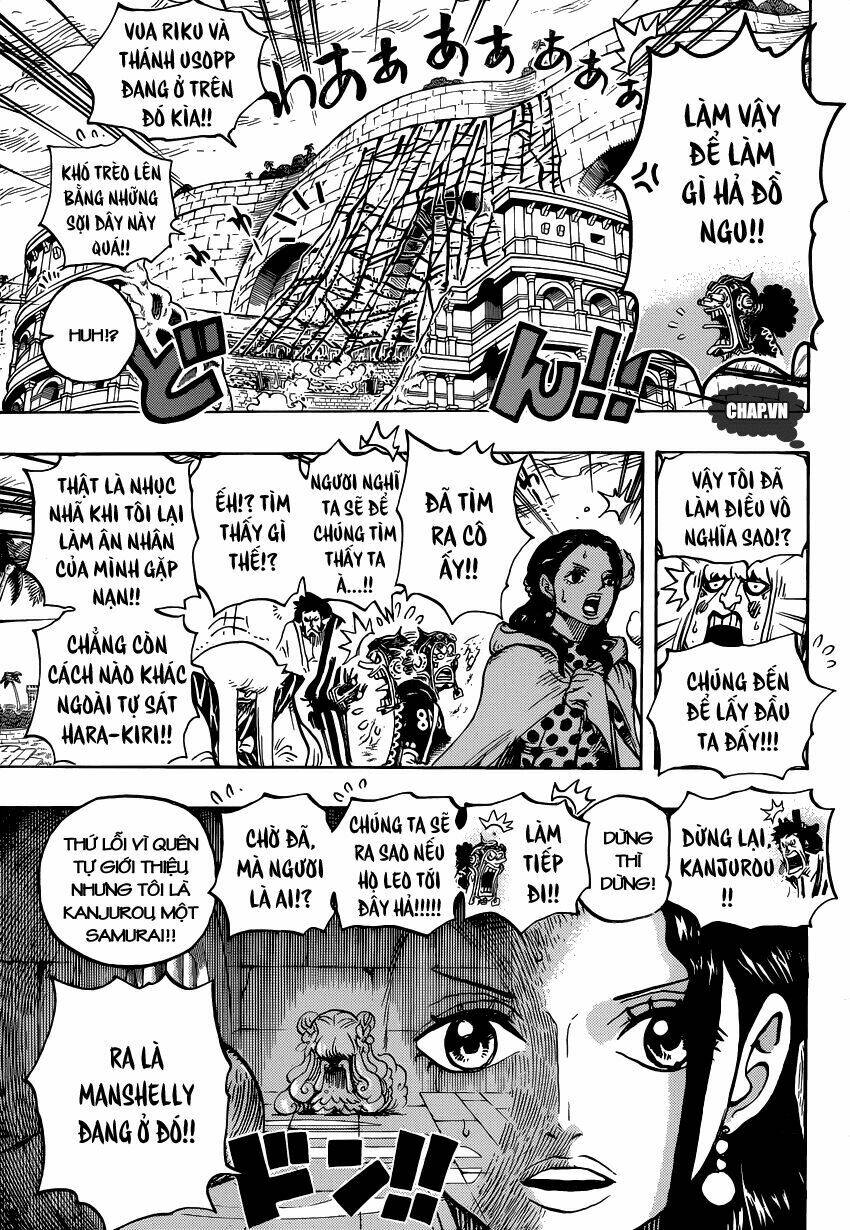 LÀM VẬY
ĐỂ LÀM
GÌ HẢ ĐỒ
NGU!!
わあぁあぁあぁぁ
VUA RIKU VÀ
THÁNH USOPP
ĐANG Ở TRÊN
ĐÓ KÌA!!
KHÓ TRÈO LÊN
BẰNG NHỮNG
SỢI DÂY NÀY
QUÁ!!
HUH!?
どん!!
CHAP.VN
VẬY TÔI ĐÃ
LÀM ĐIỀU VÔ
NGHĨA SAO!?
CHÚNG ĐẾN
ĐỂ LẤY ĐẦU
TA ĐẤY!!!
ĐÃ TÌM
RA CÔ
ẤY!!
NGƯƠI NGHĨ
TA SẼ ĐỂ
CHÚNG TÌM
THẤY TA
À...!!
ẾH!? TÌM
THẤY GÌ
THẾ!?
THẬT LÀ NHỤC
NHÃ KHI TÔI LẠI
LÀM ÂN NHÂN
CỦA MÌNH GẶP
NẠN!!
CHẲNG CÒN
CÁCH NÀO KHÁC
NGOÀI TỰ SÁT
HARA-KIRI!!
DỪNG LẠI,
KANJUROU
!!
DỪNG
THÌ
DỪNG!
LÀM
TIẾP
ĐI!!
CHÚNG TA SẼ
RA SAO NẾU
HỌ LEO TỚI
ĐÂY HẢ!!!!!
CHỜ ĐÃ,
MÀ NGƯƠI
LÀ AI!?
THỨ LỖI VÌ QUÊN
TỰ GIỚI THIỆU,
NHƯNG TÔI LÀ
KANJUROU, MỘT
SAMURAI!!
RA LÀ
MANSHELLY
ĐANG Ở ĐÓ!!
ドン!!